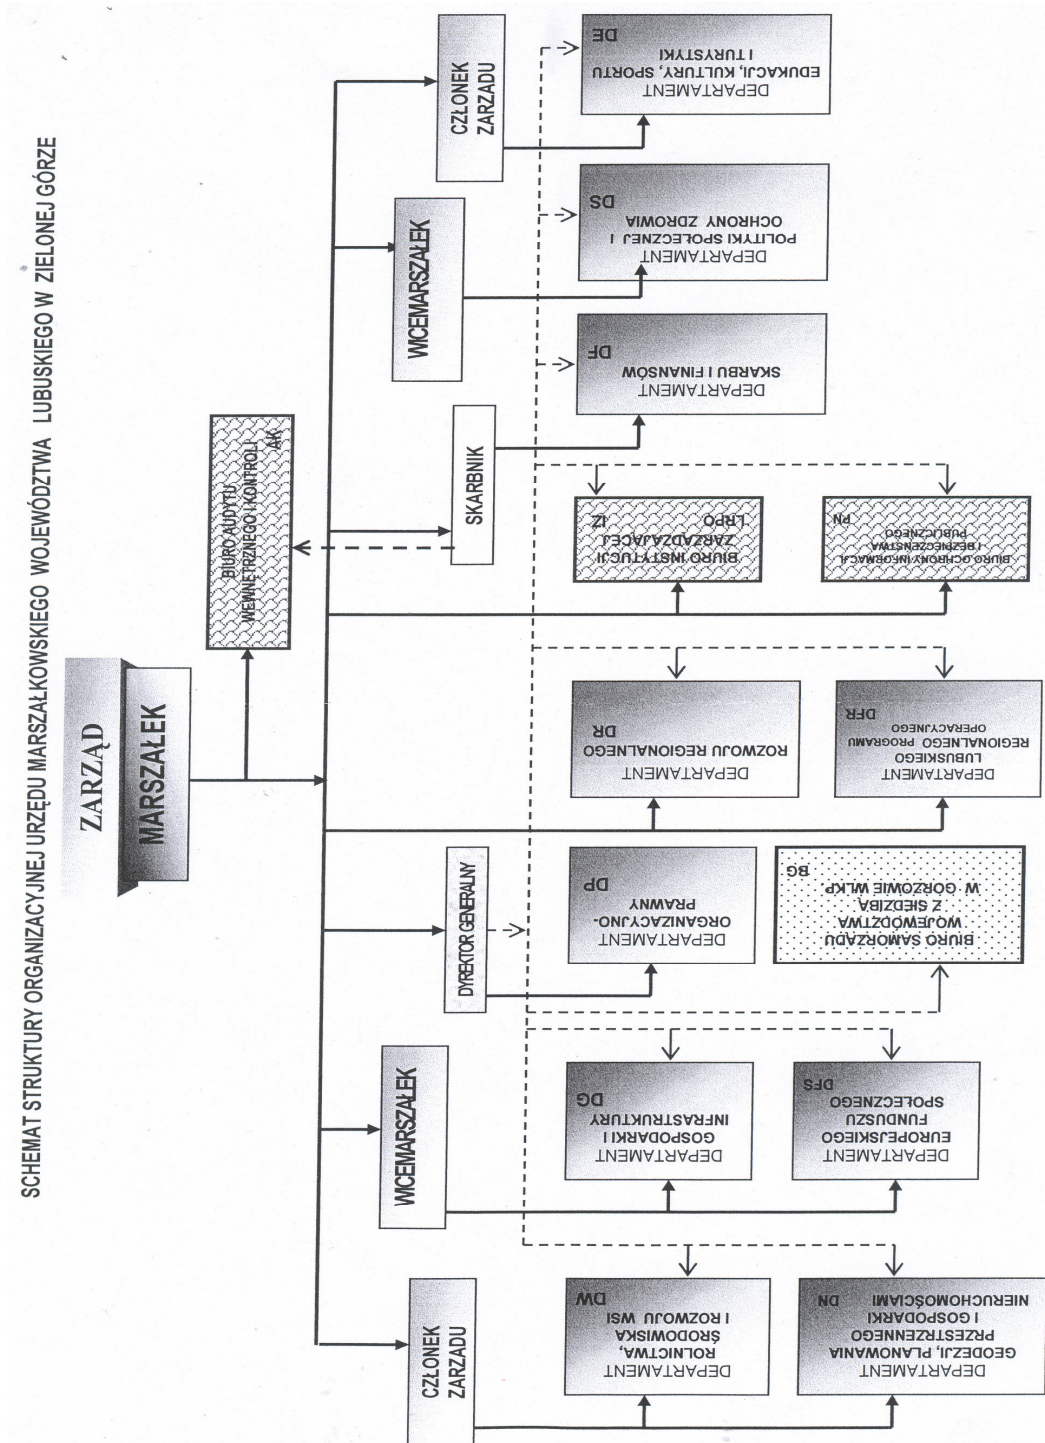 SCHEMAT STRUKTURY ORGANIZACYJNEJ URZĘDU MARSZAŁKOWSKIEGO WOJEWÓDZTWA LUBUSKIEGO W ZIELONEJ GÓRZE
ZARZĄD
MARSZAŁEK
BIURO AUDYTU
WEWNĘTRZNEGO I KONTROLI
AK
CZŁONEK
ZARZĄDU
WICEMARSZAŁEK
DYREKTOR GENERALNY
SKARBNIK
WICEMARSZAŁEK
CZŁONEK
ZARZĄDU
DEPARTAMENT
ROLNICTWA,
ŚRODOWISKA
I ROZWOJU WSI
DW
DEPARTAMENT
GEODEZJI, PLANOWANIA
PRZESTRZENNEGO
I GOSPODARKI
NIERUCHOMOŚCIAMI DN
DEPARTAMENT
GOSPODARKI I
INFRASTRUKTURY
DG
DEPARTAMENT
EUROPEJSKIEGO
FUNDUSZU
SPOŁECZNEGO
DFS
DEPARTAMENT
ORGANIZACYJNO-
PRAWNY
DP
BIURO SAMORZĄDU
WOJEWÓDZTWA
Z SIEDZIBĄ
W GORZOWIE WLKP.
BG
DEPARTAMENT
ROZWOJU REGIONALNEGO
DR
DEPARTAMENT
LUBUSKIEGO
REGIONALNEGO PROGRAMU
OPERACYJNEGO
DFR
BIURO INSTYTUCJI
ZARZĄDZAJĄCEJ
LRPO
IZ
BIURO OCHRONY INFORMACJI
I BEZPIECZEŃSTWA
PUBLICZNEGO
PN
DEPARTAMENT
SKARBU I FINANSÓW
DF
DEPARTAMENT
POLITYKI SPOŁECZNEJ I
OCHRONY ZDROWIA
DS
DEPARTAMENT
EDUKACJI, KULTURY, SPORTU
I TURYSTYKI
DE